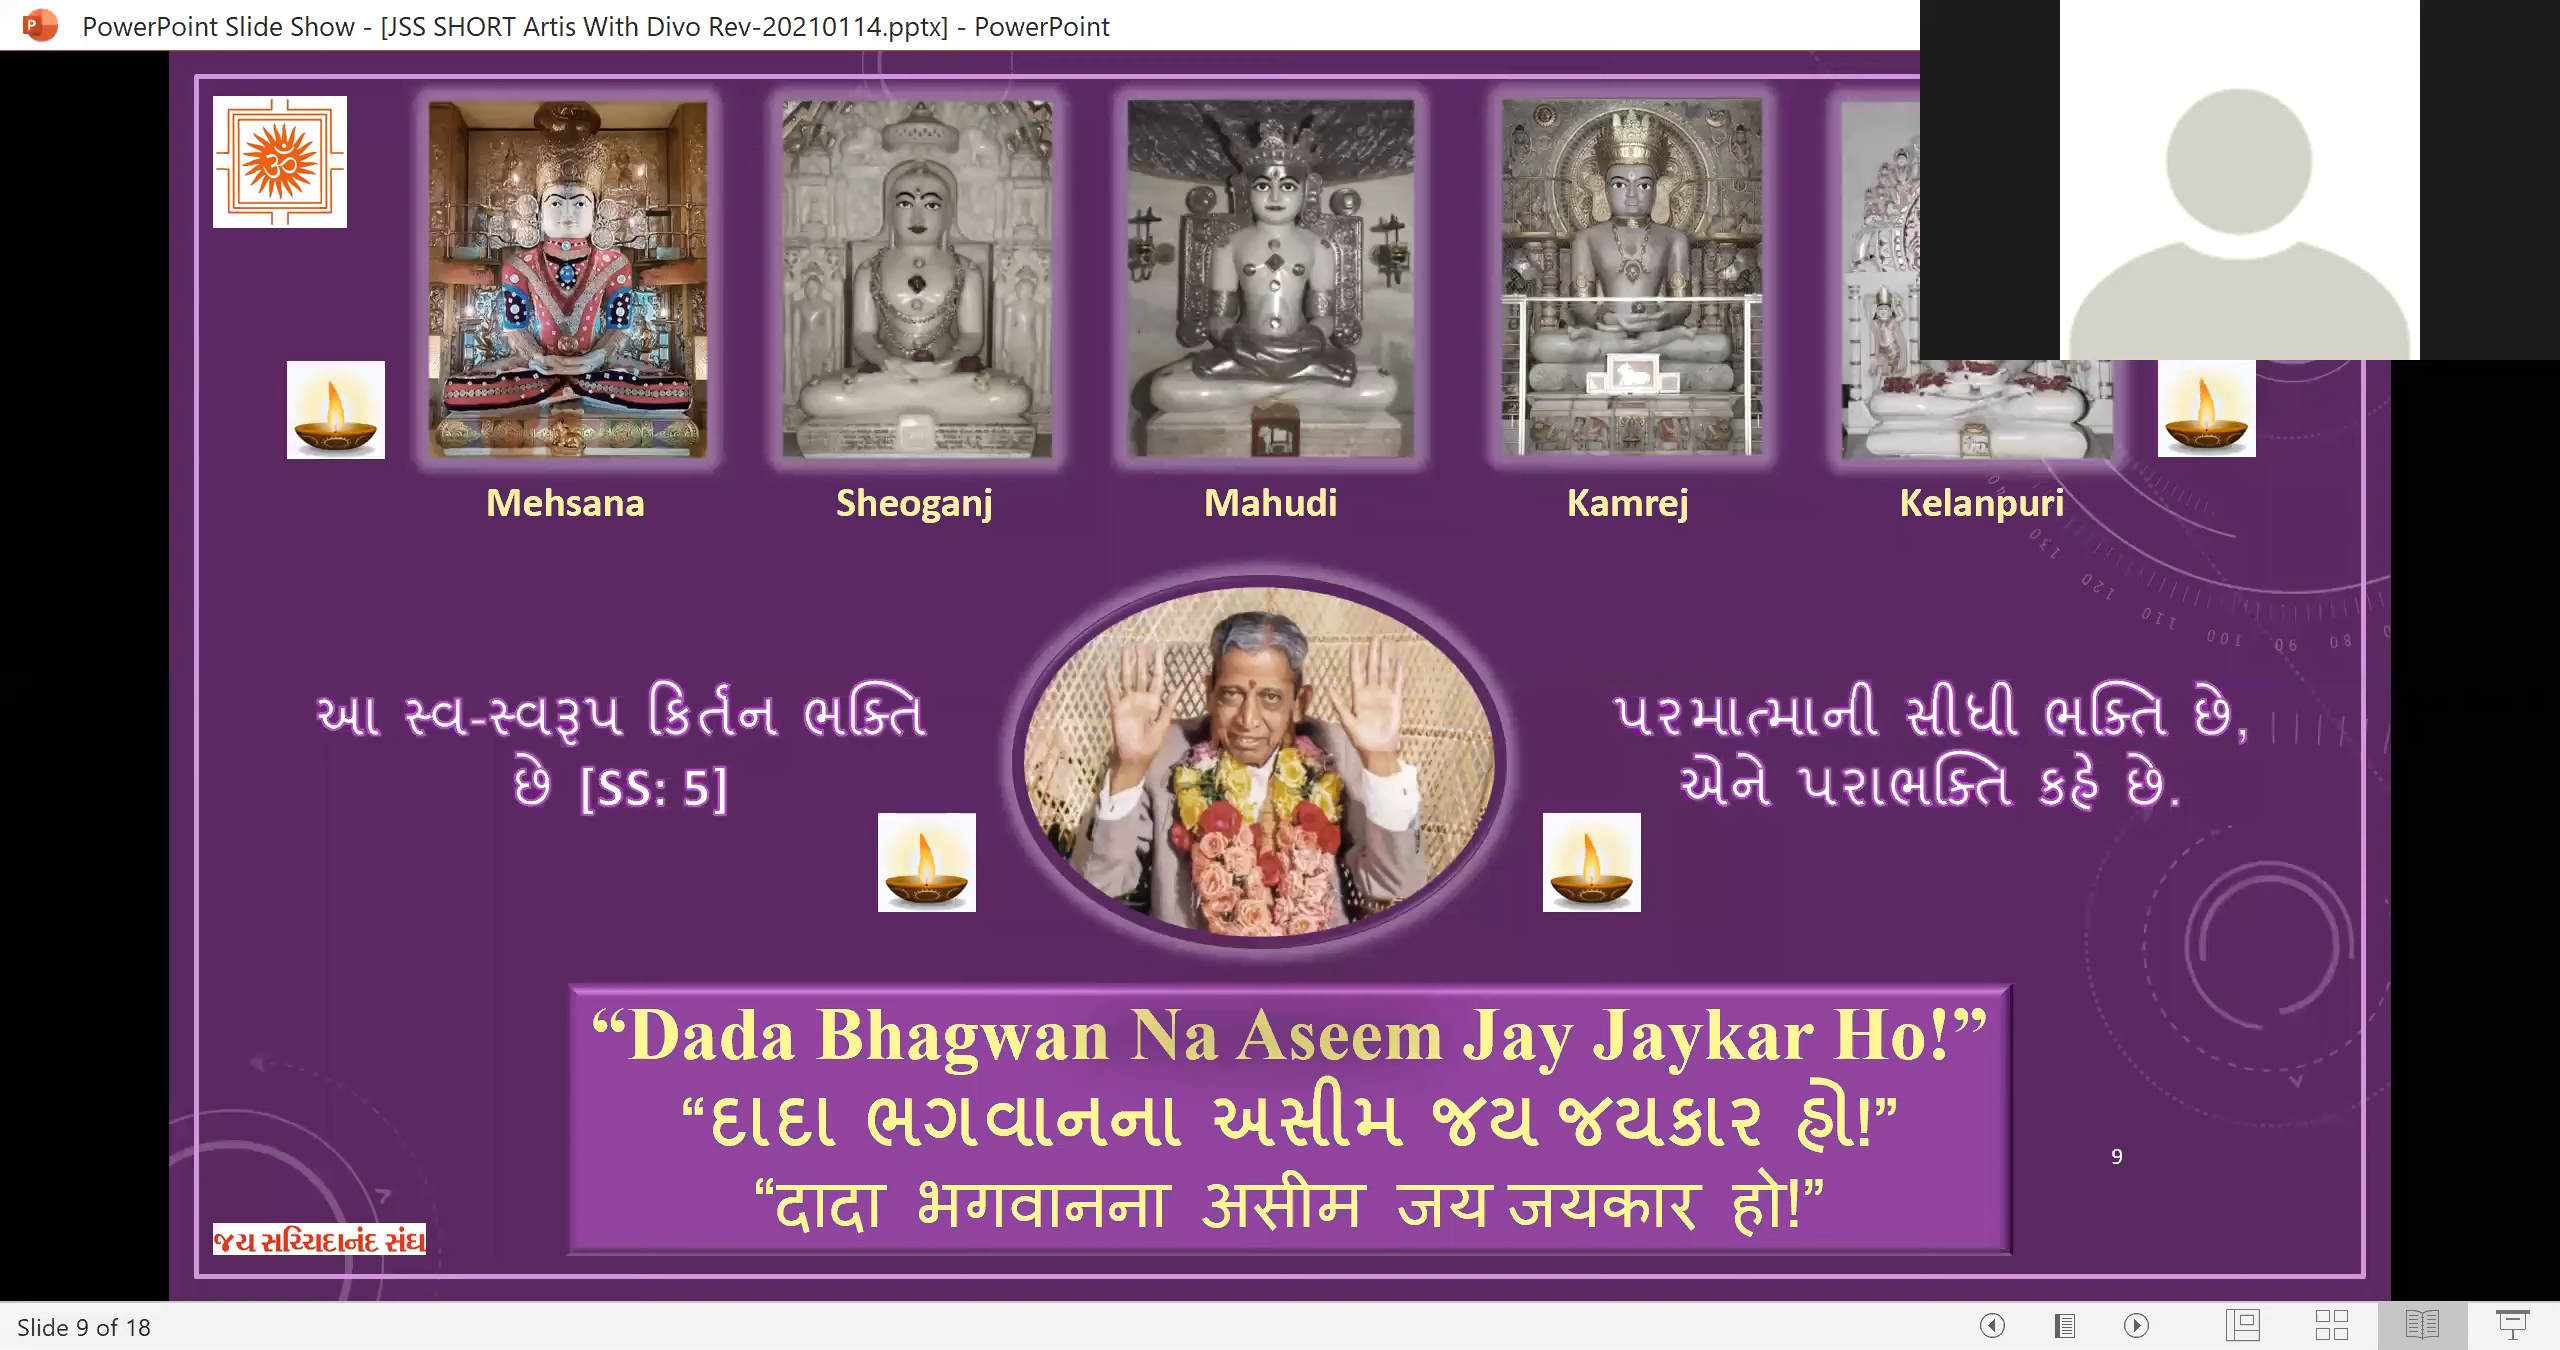 PowerPoint Slide Show - [JSS SHORT Artis With Divo Rev-20210114.pptx] - PowerPoint
Mehsana
Sheoganj
Mahudi
Kamrej
Kelanpuri
આ સ્વ-સ્વરૂપ કિર્તન ભક્તિ
છે [SS: 5]
પરમાત્માની સીધી ભક્તિ છે,
એને પરાભક્તિ કહે છે.
“Dada Bhagwan Na Aseem Jay Jaykar Ho!”
“દાદા ભગવાનના અસીમ જય જયકાર હો!”
“दादा भगवानना असीम जय जयकार हो!”
9
જય સચ્ચિદાનંદ સંઘ
Slide 9 of 18